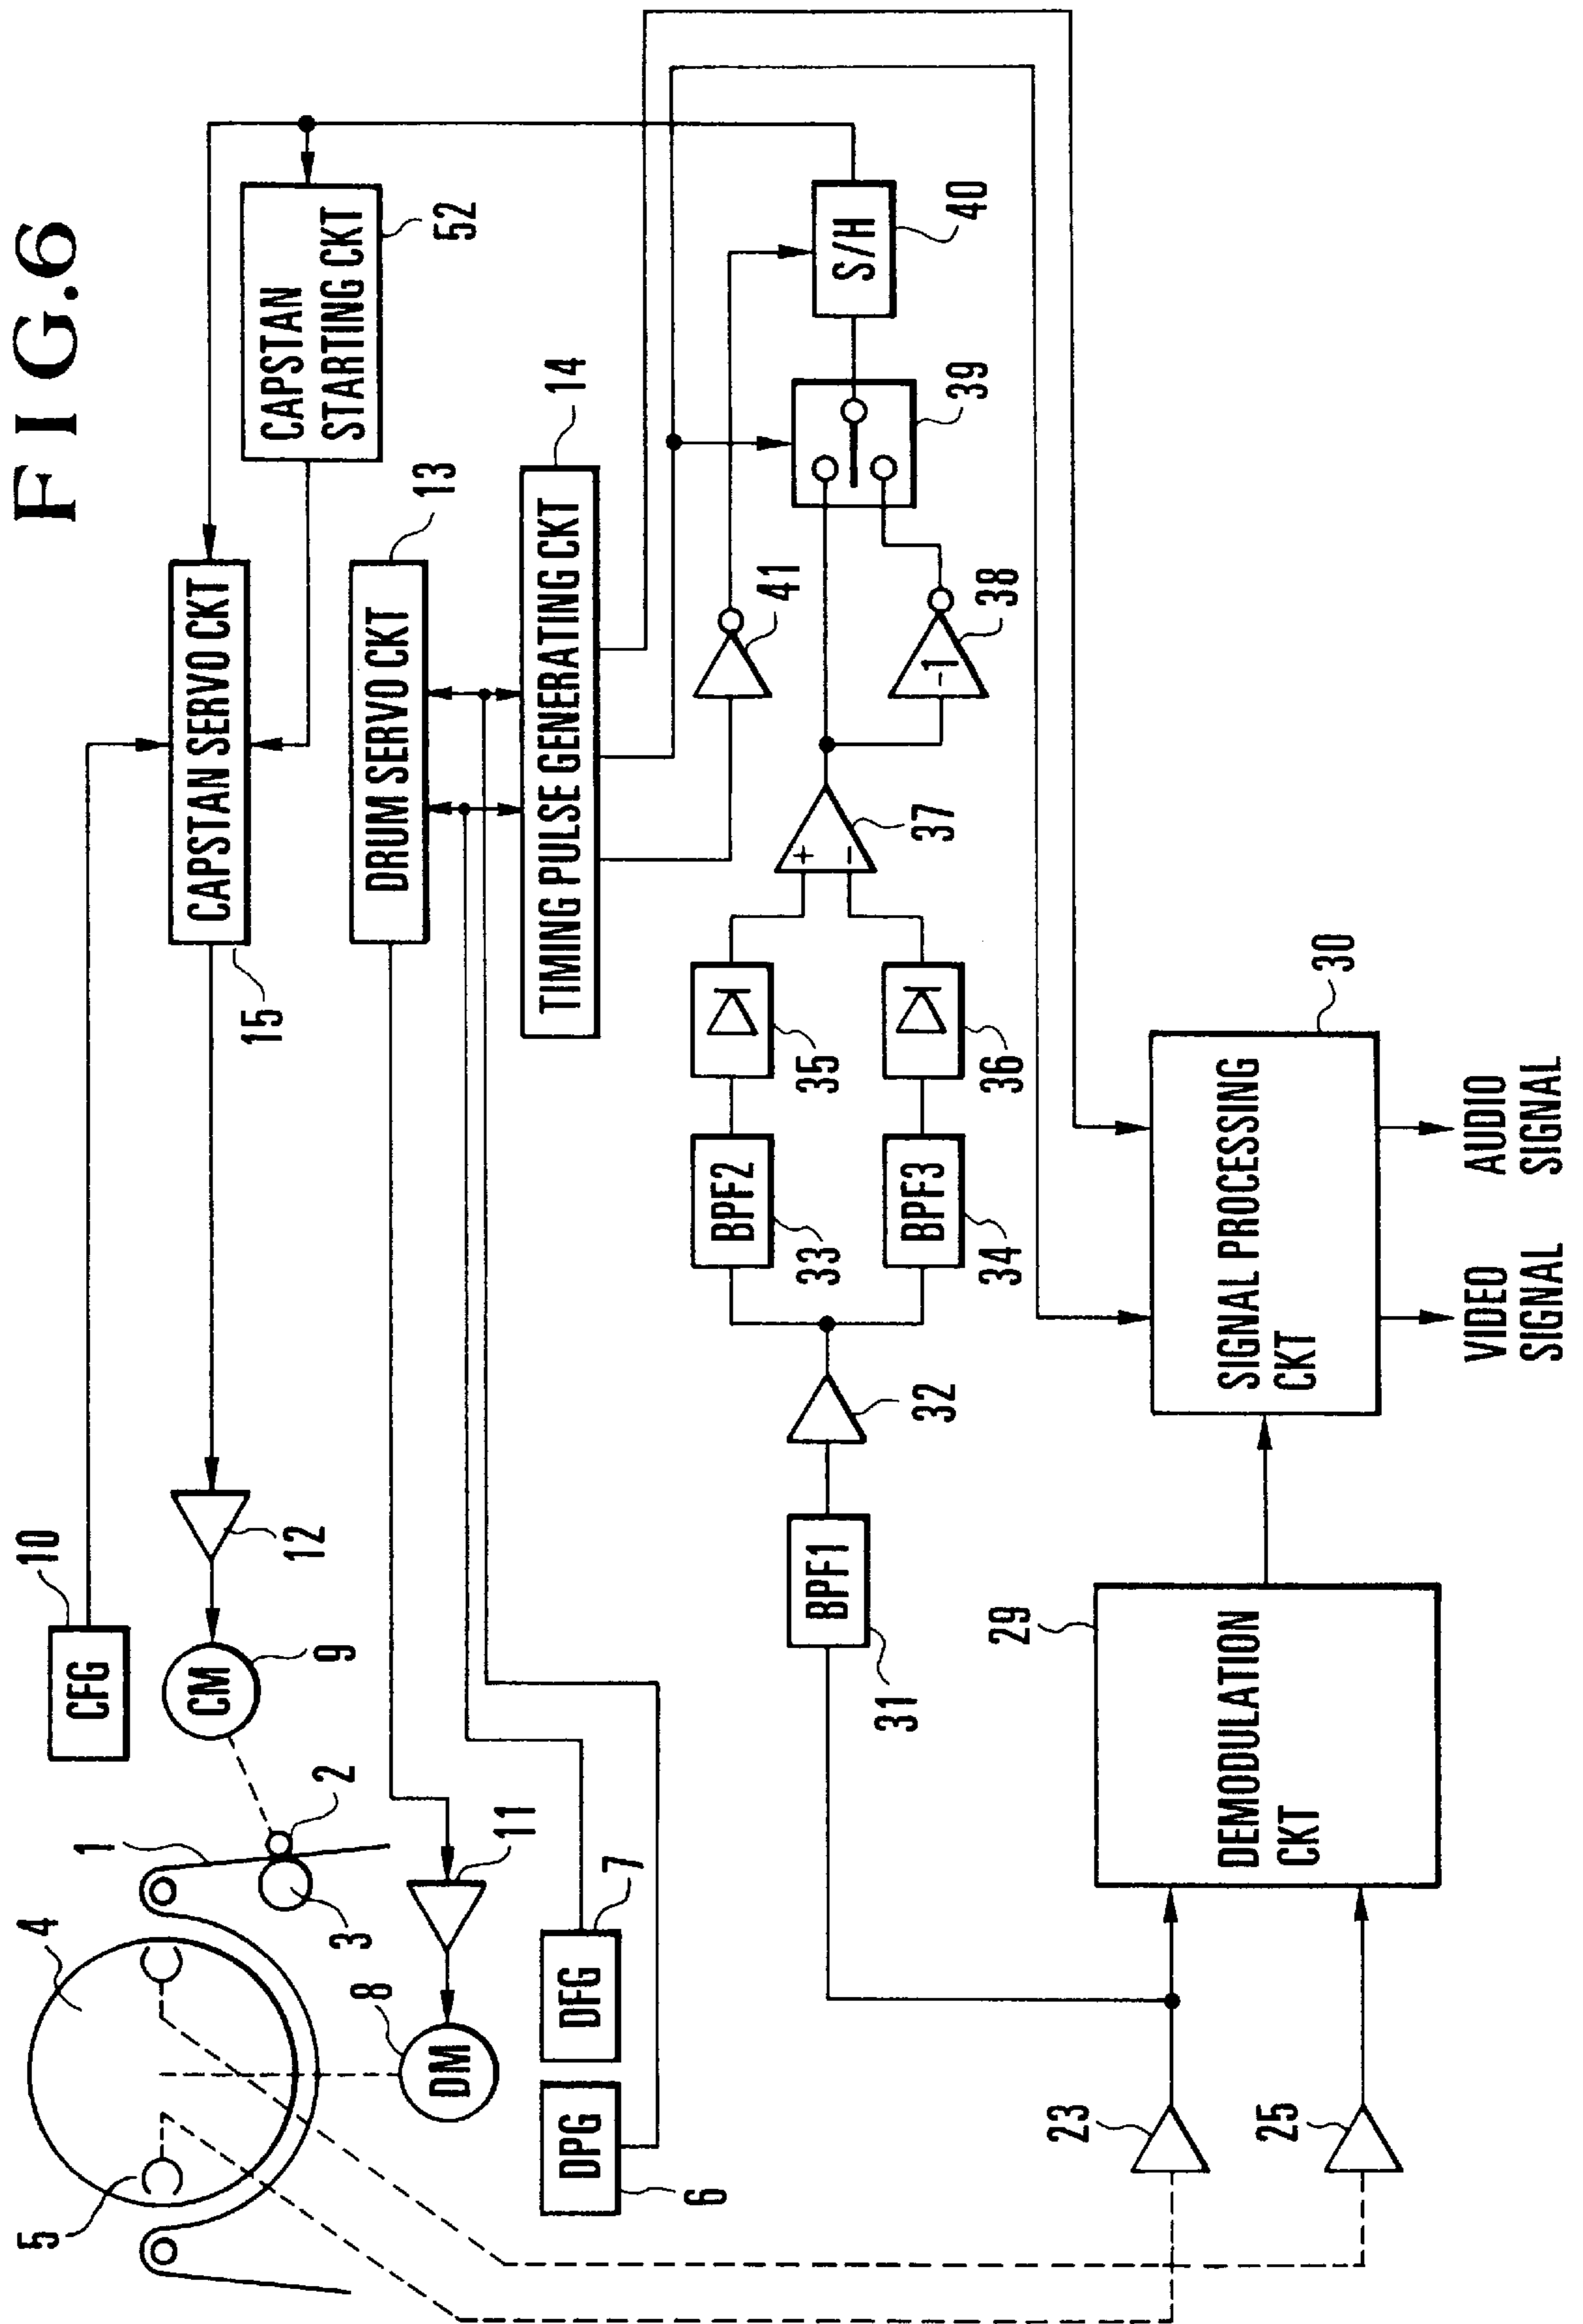 FIG.6
10
CFG
CM
9
12
CAPSTAN SERVO CKT
15
CAPSTAN
STARTING CKT
52
4
1
5
2
3
8
DM
11
DRUM SERVO CKT
13
7
DFG
DPG
6
TIMING PULSE GENERATING CKT
14
41
BPF1
31
32
BPF2
33
35
BPF3
34
36
+
−
37
-1
38
39
S/H
40
23
25
29
DEMODULATION
CKT
SIGNAL PROCESSING
CKT
30
VIDEO
SIGNAL
AUDIO
SIGNAL